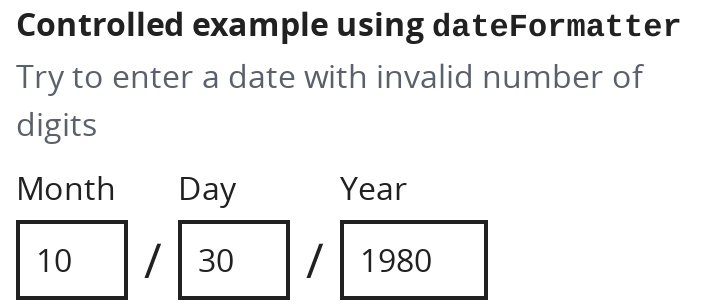 Controlled example using dateFormatter
Try to enter a date with invalid number of
digits
Month Day Year
10 / 30 / 1980